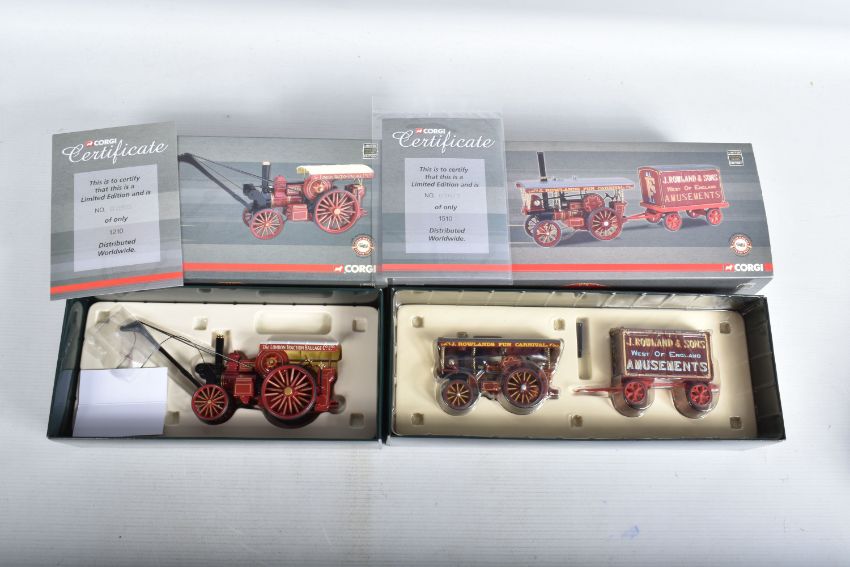 CORGI
Certificate
This is to certify
that this is a
Limited Edition and is
NO.
of only
1210
Distributed
Worldwide.
CORGI
CORGI
Certificate
This is to certify
that this is a
Limited Edition and is
NO.
of only
1510
Distributed
Worldwide.
J. ROWLAND & SONS
WEST OF ENGLAND
AMUSEMENTS
CORGI
J. ROWLANDS FUN CARNIVAL
J. ROWLAND & SONS
WEST OF ENGLAND
AMUSEMENTS